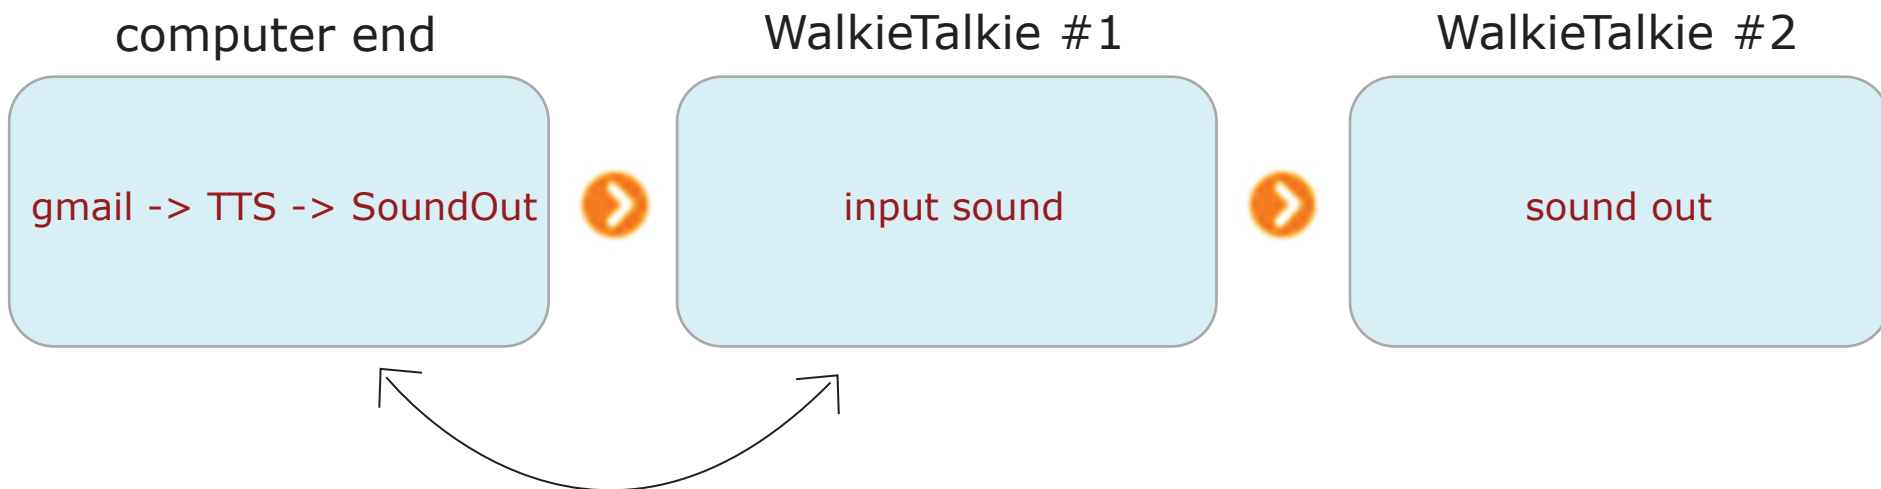 computer end
WalkieTalkie #1
WalkieTalkie #2
gmail -> TTS -> SoundOut
input sound
sound out